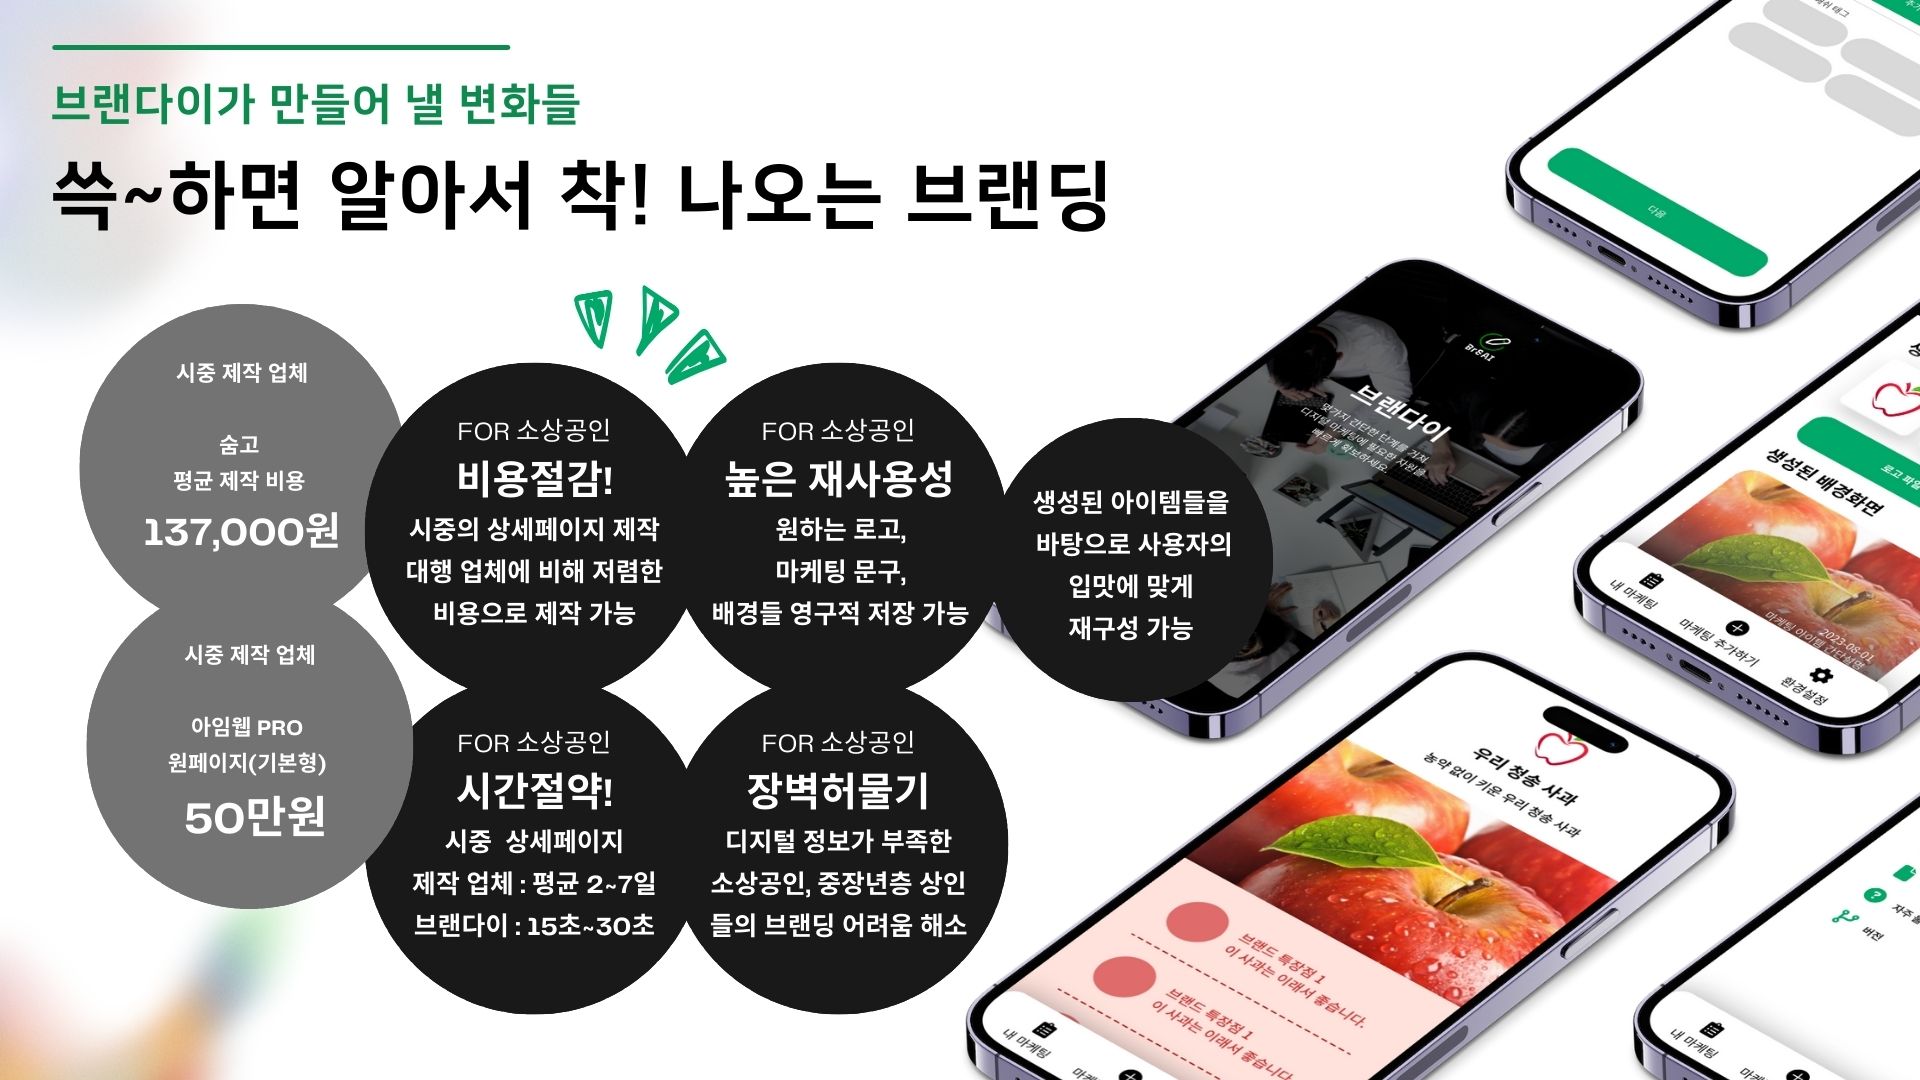 브랜다이가 만들어 낼 변화들
쓱~하면 알아서 착! 나오는 브랜딩
시중 제작 업체
숨고
평균 제작 비용
137,000원
시중 제작 업체
아임웹 PRO
원페이지(기본형)
50만원
FOR 소상공인
비용절감!
시중의 상세페이지 제작
대행 업체에 비해 저렴한
비용으로 제작 가능
FOR 소상공인
높은 재사용성
원하는 로고,
마케팅 문구,
배경들 영구적 저장 가능
생성된 아이템들을
바탕으로 사용자의
입맛에 맞게
재구성 가능
FOR 소상공인
시간절약!
시중 상세페이지
제작 업체 : 평균 2~7일
브랜다이 : 15초~30초
FOR 소상공인
장벽허물기
디지털 정보가 부족한
소상공인, 중장년층 상인
들의 브랜딩 어려움 해소
다음
Br&AI
브랜다이
몇가지 간단한 단계를 거쳐
디지털 마케팅에 필요한 자원을
빠르게 확보하세요.
로고 파일
생성된 배경화면
2023-08-01
마케팅 아이템 간단설명
내 마케팅
마케팅 추가하기
환경설정
우리 청송 사과
농약 없이 키운 우리 청송 사과
브랜드 특장점 1
이 사과는 이래서 좋습니다.
브랜드 특장점 1
이 사과는 이래서 좋습니다.
내 마케팅
자주
버전
내 마케팅